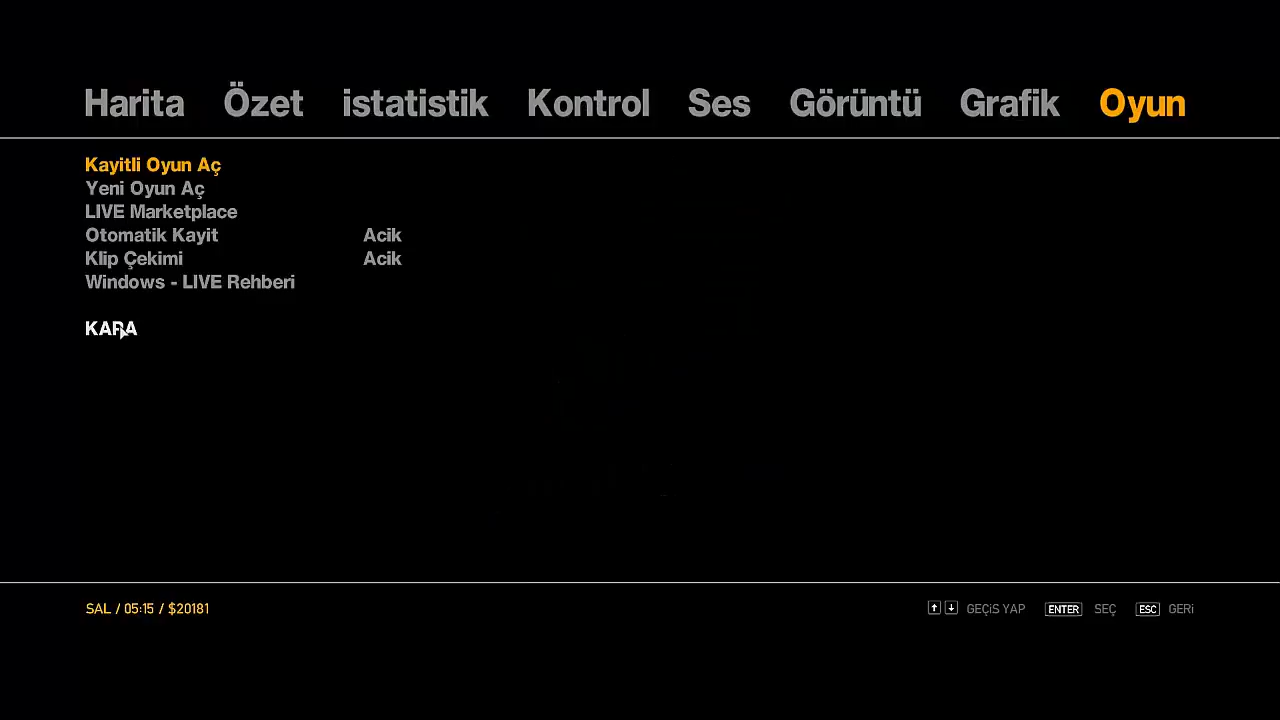 Harita Özet istatistik Kontrol Ses Görüntü Grafik Oyun
Kayitli Oyun Aç
Yeni Oyun Aç
LIVE Marketplace
Otomatik Kayit Acik
Klip Çekimi Acik
Windows - LIVE Rehberi
KARA
SAL / 05:15 / $20181
GEÇiS YAP ENTER SEÇ ESC GERi